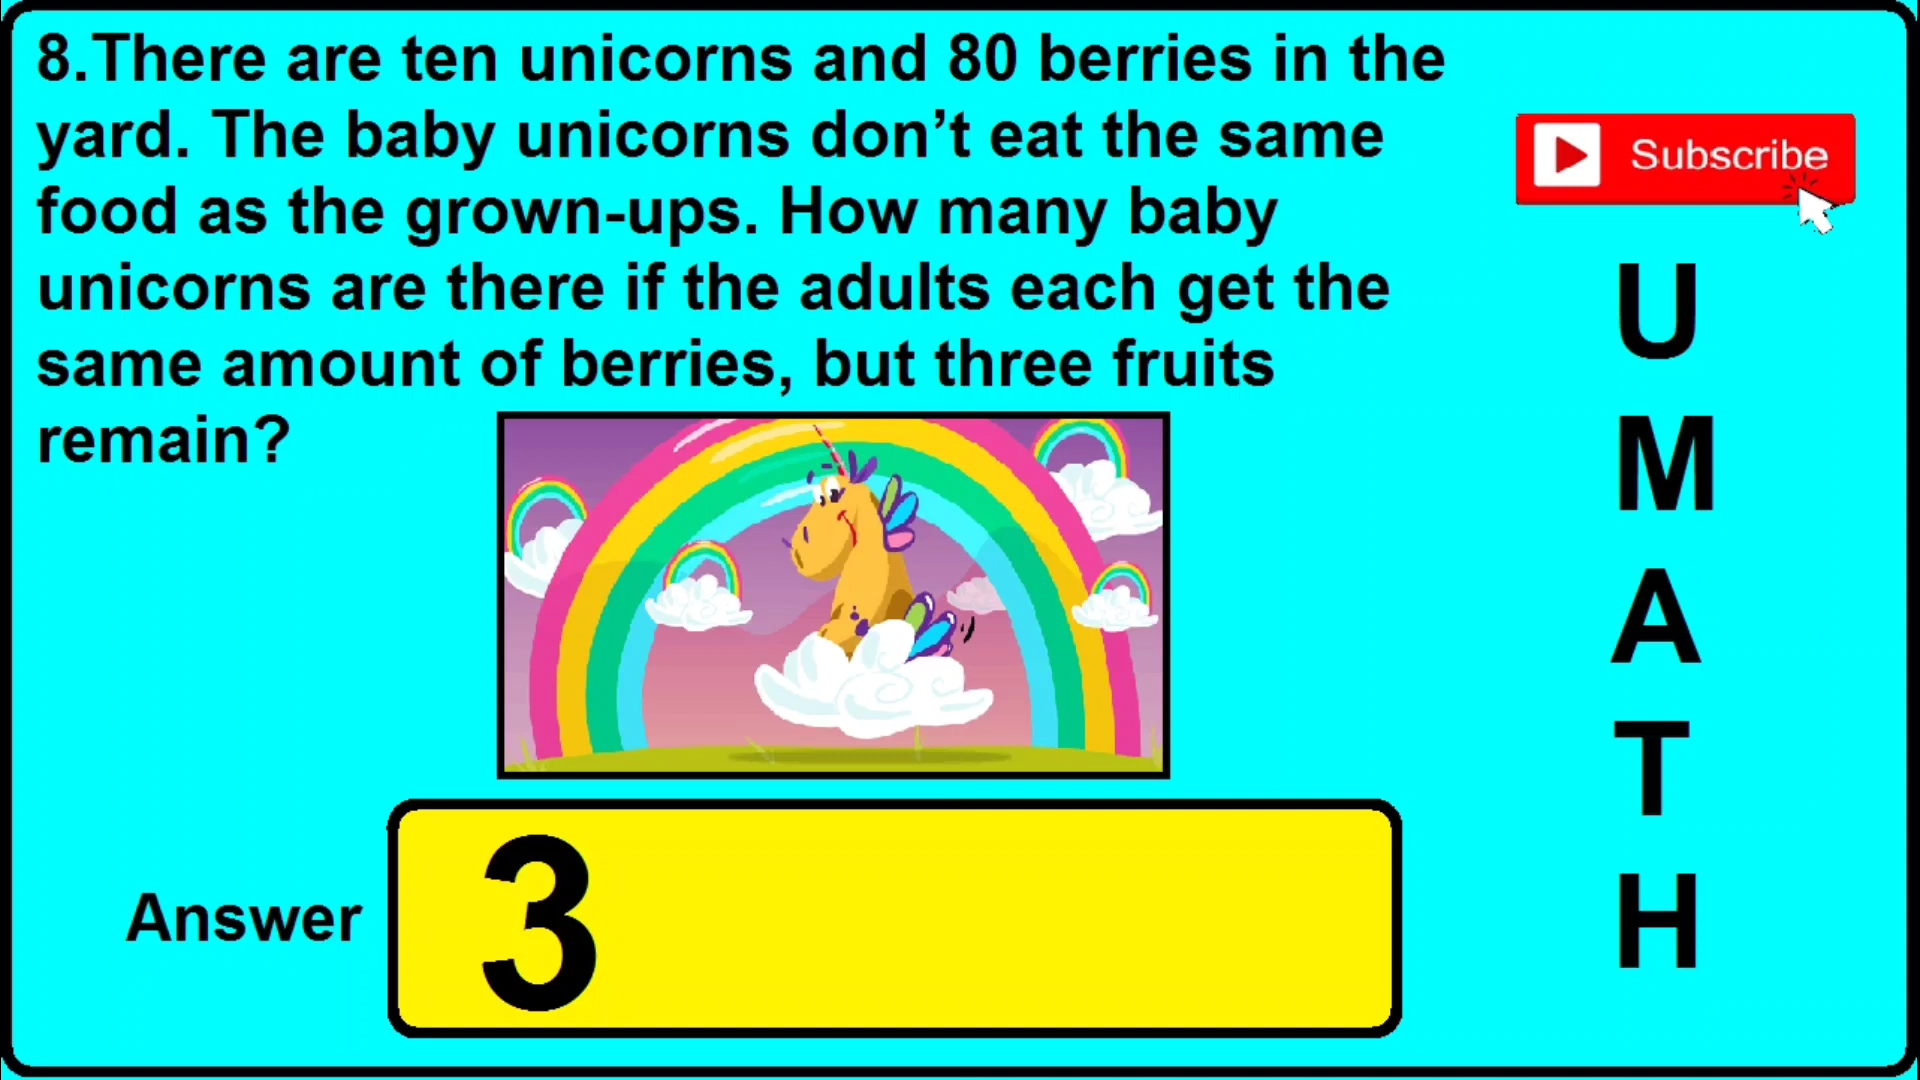 8.There are ten unicorns and 80 berries in the
yard. The baby unicorns don’t eat the same
food as the grown-ups. How many baby
unicorns are there if the adults each get the
same amount of berries, but three fruits
remain?
Subscribe
U
M
A
T
H
Answer
3